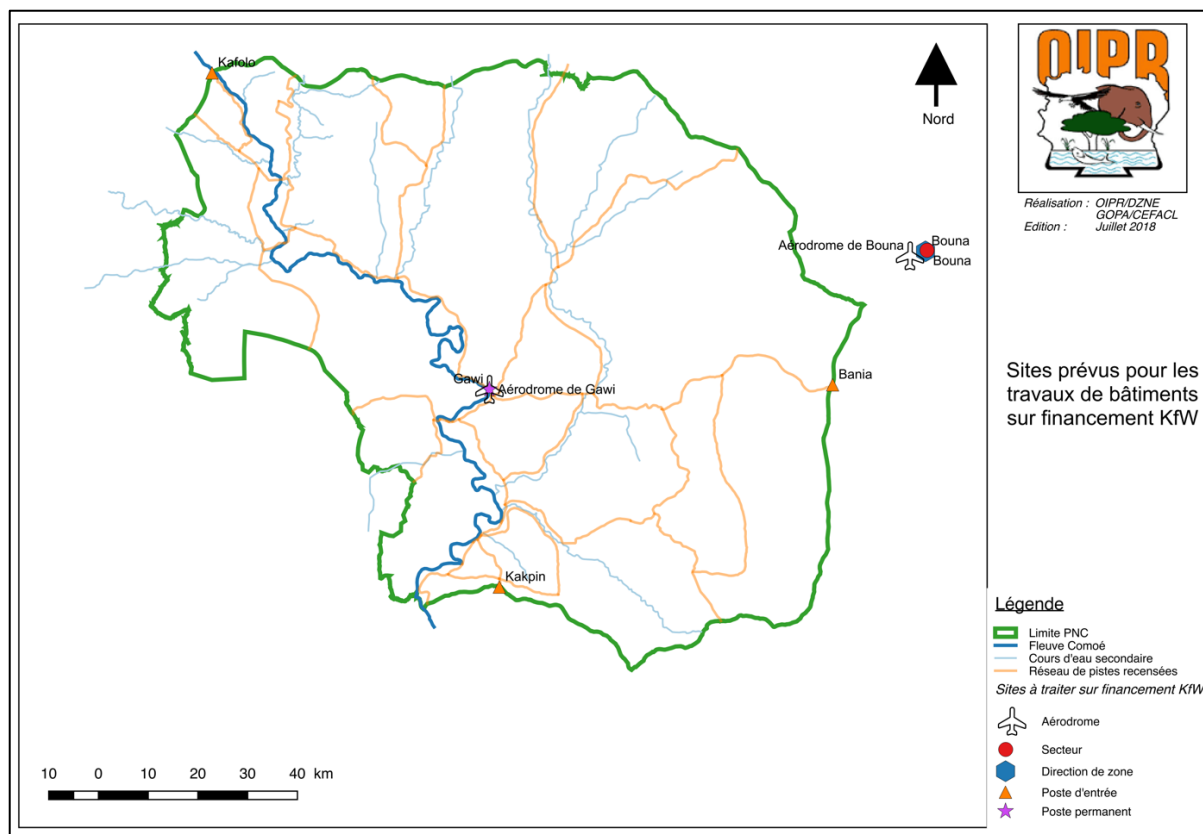 Kafolo
Nord
OIPR
Réalisation : OIPR/DZNE
GOPA/CEFACL
Edition : Juillet 2018
Aérodrome de Bouna
Bouna
Bouna
Gawi
Aérodrome de Gawi
Bania
Sites prévus pour les
travaux de bâtiments
sur financement KfW
Kakpin
Légende
Limite PNC
Fleuve Comoé
Cours d'eau secondaire
Réseau de pistes recensées
Sites à traiter sur financement KfW
Aérodrome
Secteur
Direction de zone
Poste d'entrée
Poste permanent
10 0 10 20 30 40 km